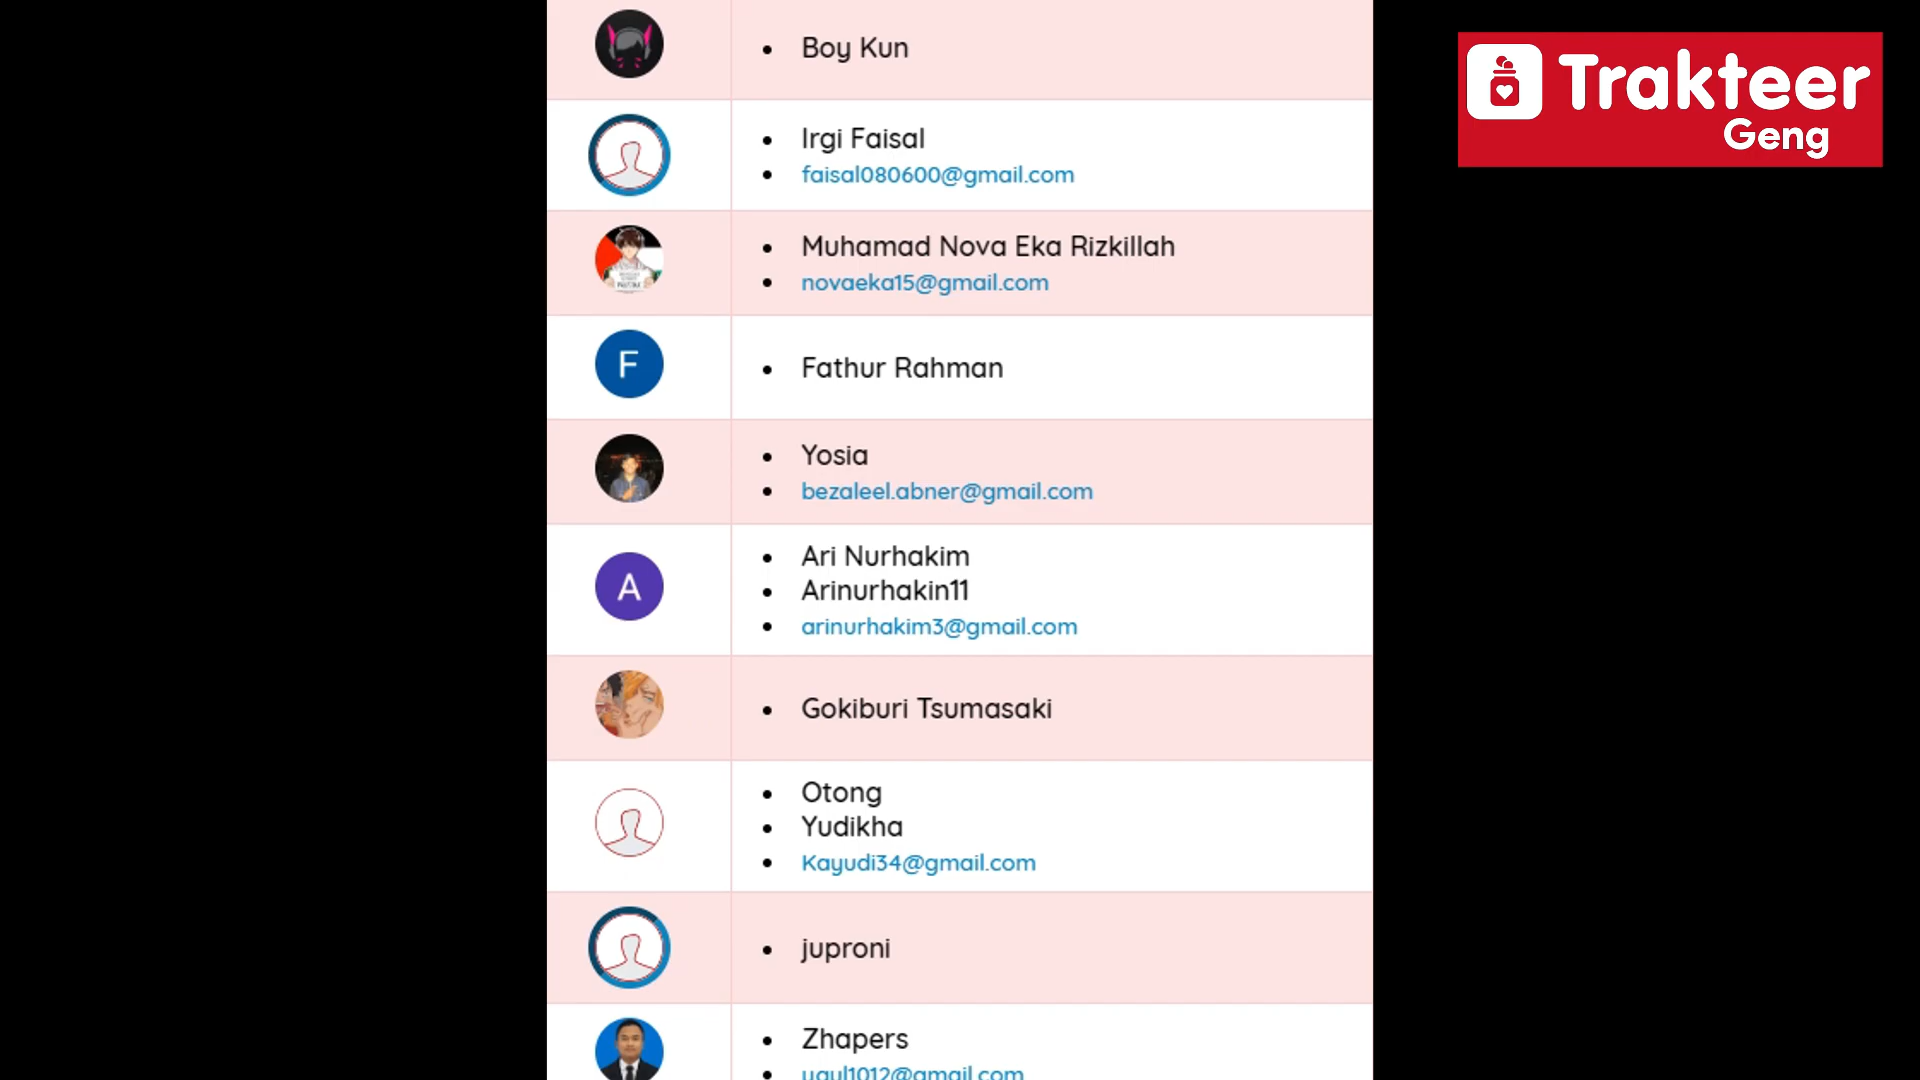 Boy Kun
Trakteer
Geng
Irgi Faisal
faisal080600@gmail.com
Muhamad Nova Eka Rizkillah
novaeka15@gmail.com
F
Fathur Rahman
Yosia
bezaleel.abner@gmail.com
A
Ari Nurhakim
Arinurhakin11
arinurhakim3@gmail.com
Gokiburi Tsumasaki
Otong
Yudikha
Kayudi34@gmail.com
juproni
Zhapers